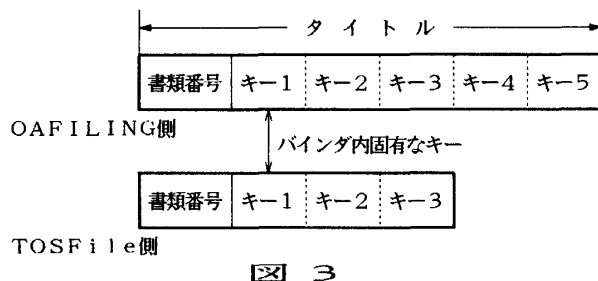 タイトル
書類番号 キー1 キー2 キー3 キー4 キー5
OAFILING側
バインダ内固有なキー
書類番号 キー1 キー2 キー3
TOSFile側
図 3